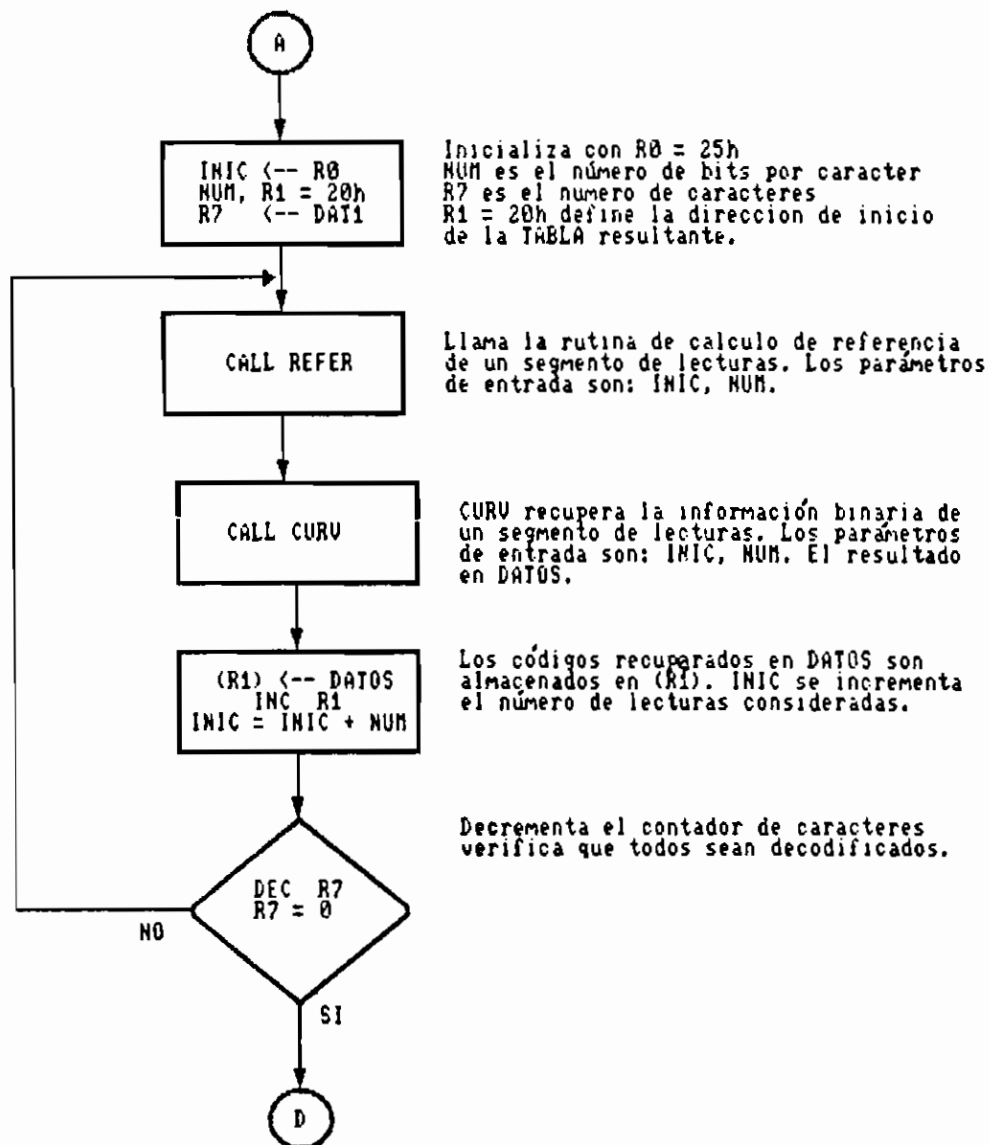 A
INIC <-- R0
NUM, R1 = 20h
R7 <-- DAT1
Inicializa con R0 = 25h
NUM es el número de bits por caracter
R7 es el numero de caracteres
R1 = 20h define la direccion de inicio
de la TABLA resultante.
CALL REFER
Llama la rutina de calculo de referencia
de un segmento de lecturas. Los parámetros
de entrada son: INIC, NUM.
CALL CURV
CURV recupera la información binaria de
un segmento de lecturas. Los parámetros
de entrada son: INIC, NUM. El resultado
en DATOS.
(R1) <-- DATOS
INC R1
INIC = INIC + NUM
Los códigos recuparados en DATOS son
almacenados en (R1). INIC se incrementa
el número de lecturas consideradas.
DEC R7
R7 = 0
Decrementa el contador de caracteres
verifica que todos sean decodificados.
NO
SI
D